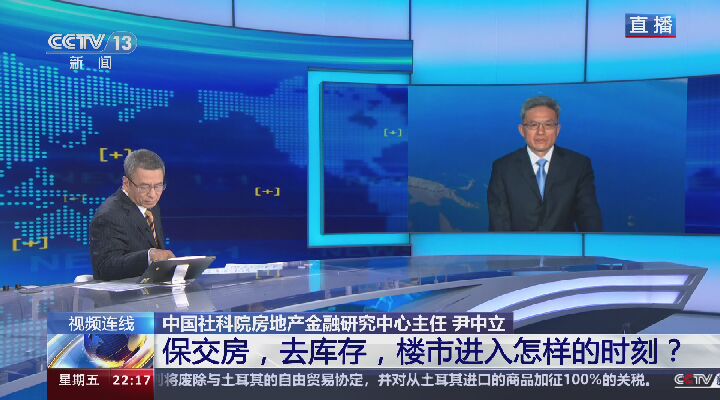 CCTV 13
新闻
直播
[+]
[+]
[+]
[+]
视频连线
中国社科院房地产金融研究中心主任 尹中立
保交房，去库存，楼市进入怎样的时刻？
星期五 22:17 将废除与土耳其的自由贸易协定，并对从土耳其进口的商品加征100%的关税。 CCTV